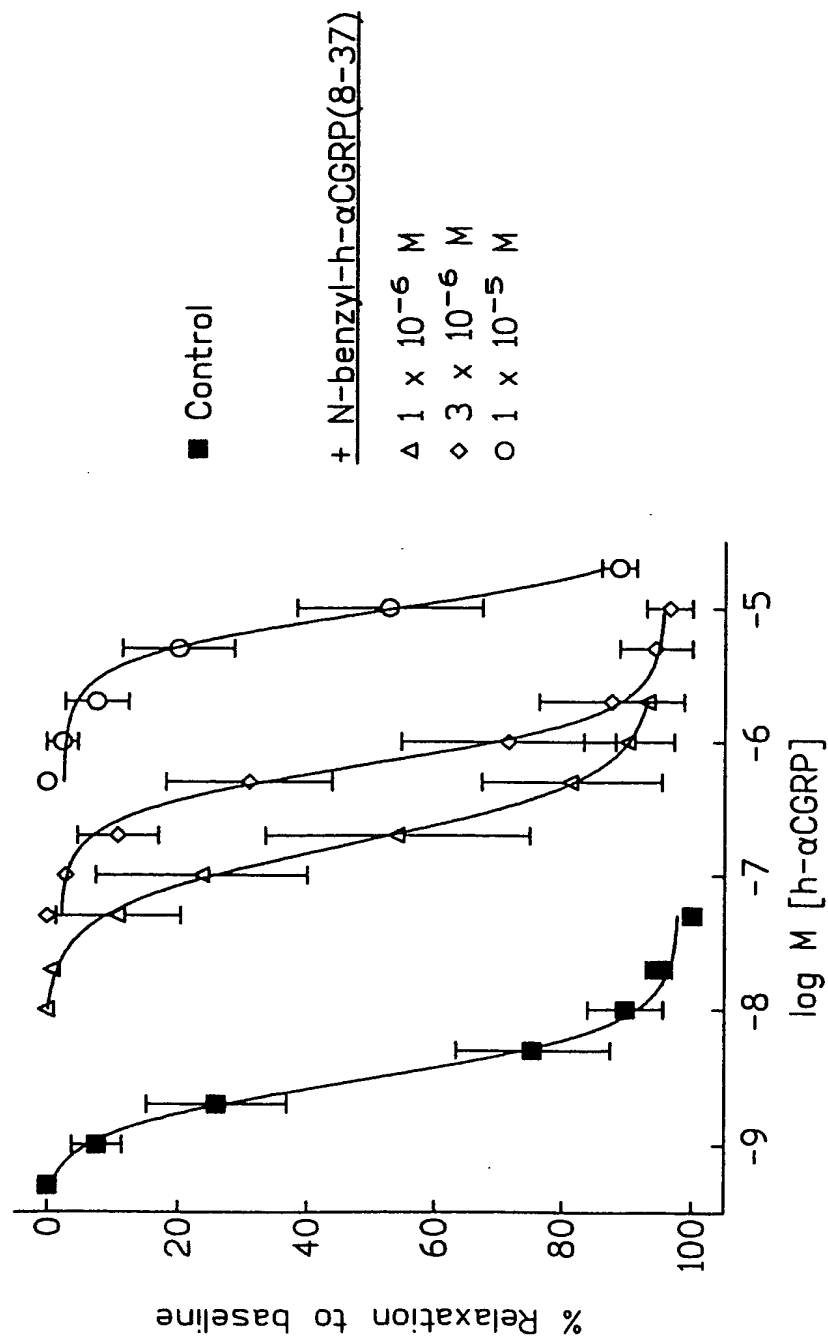 ■ Control
+ N-benzyl-h-αCGRP(8-37)
△ 1 x 10⁻⁶ M
◇ 3 x 10⁻⁶ M
○ 1 x 10⁻⁵ M
% Relaxation to baseline
0
20
40
60
80
100
-9
-8
-7
-6
-5
log M [h-αCGRP]